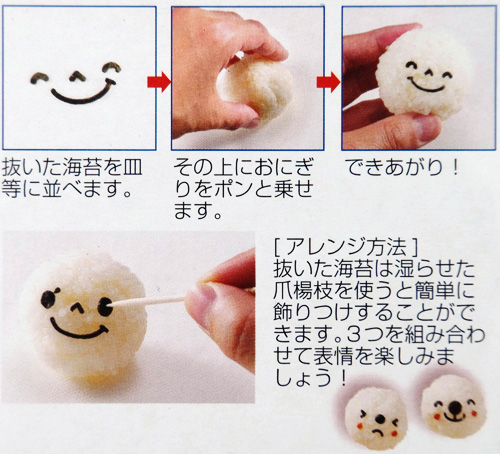 抜いた海苔を皿
等に並べます。
その上におにぎ
りをポンと乗せ
ます。
できあがり！
[アレンジ方法]
抜いた海苔は湿らせた
爪楊枝を使うと簡単に
飾りつけすることがで
きます。3つを組み合わ
せて表情を楽しみま
しょう！